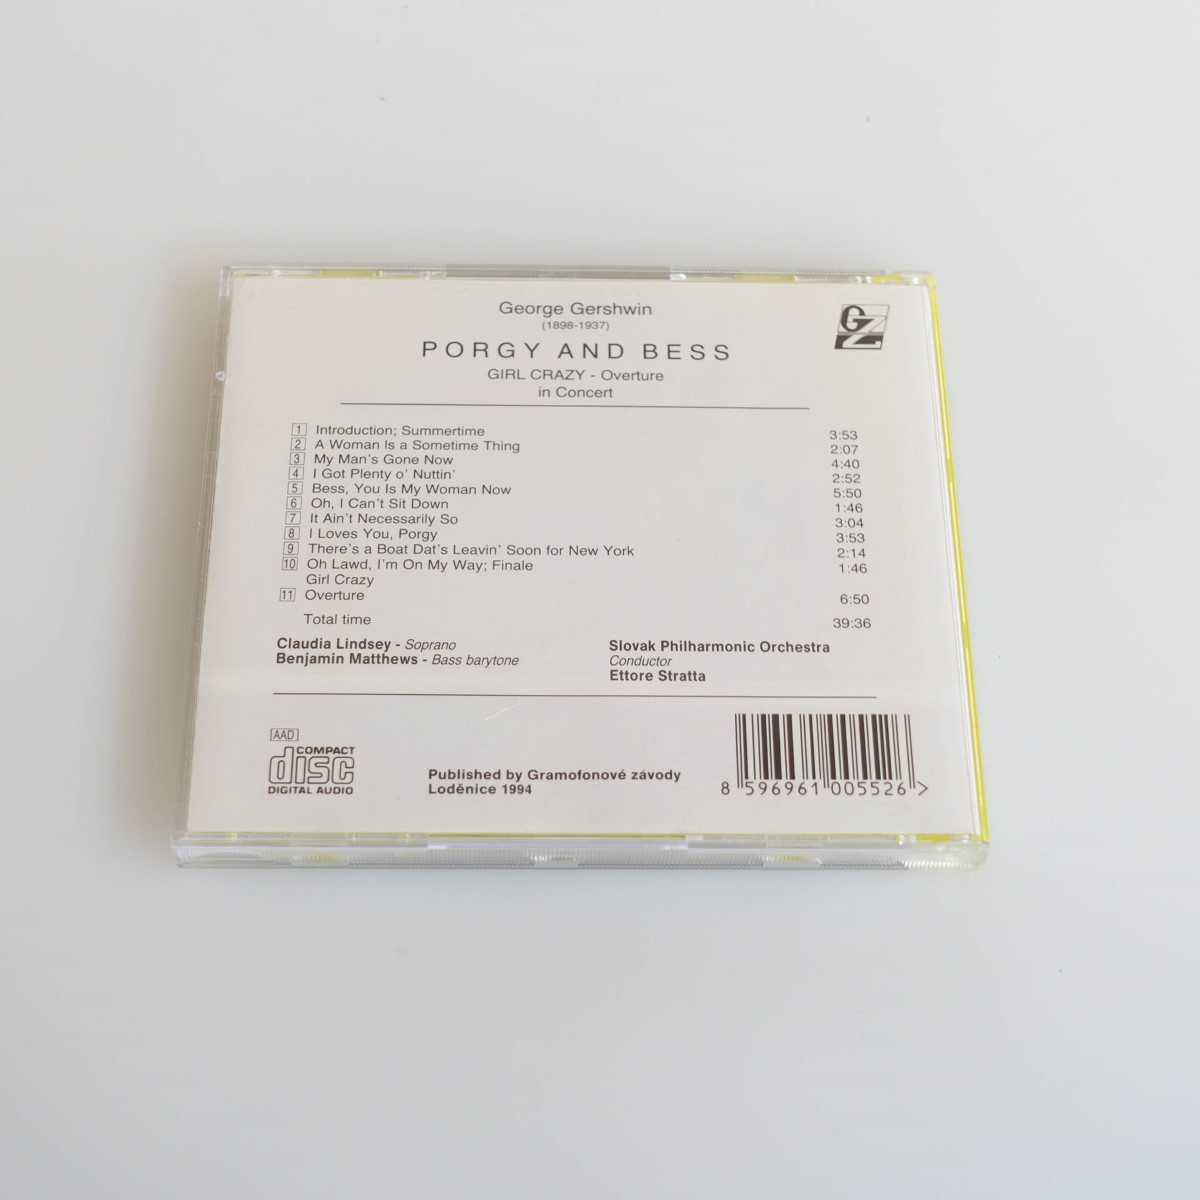 George Gershwin
(1898-1937)
PORGY AND BESS
GIRL CRAZY - Overture
in Concert
GZ
1 Introduction; Summertime 3:53
2 A Woman Is a Sometime Thing 2:07
3 My Man's Gone Now 4:40
4 I Got Plenty o' Nuttin' 2:52
5 Bess, You Is My Woman Now 5:50
6 Oh, I Can't Sit Down 1:46
7 It Ain't Necessarily So 3:04
8 I Loves You, Porgy 3:53
9 There's a Boat Dat's Leavin' Soon for New York 2:14
10 Oh Lawd, I'm On My Way; Finale 1:46
Girl Crazy
11 Overture 6:50
Total time 39:36
Claudia Lindsey - Soprano
Benjamin Matthews - Bass barytone
Slovak Philharmonic Orchestra
Conductor
Ettore Stratta
AAD
COMPACT
disc
DIGITAL AUDIO
Published by Gramofonové závody
Loděnice 1994
8 596961 005526 >